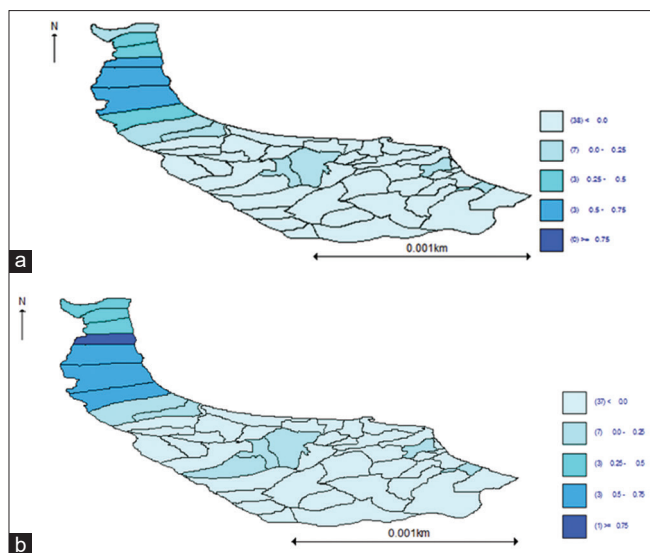 N
(38) < 0.0
(7) 0.0 - 0.25
(3) 0.25 - 0.5
(3) 0.5 - 0.75
(0) >= 0.75
0.001km
a
N
(37) < 0.0
(7) 0.0 - 0.25
(3) 0.25 - 0.5
(3) 0.5 - 0.75
(1) >= 0.75
0.001km
b